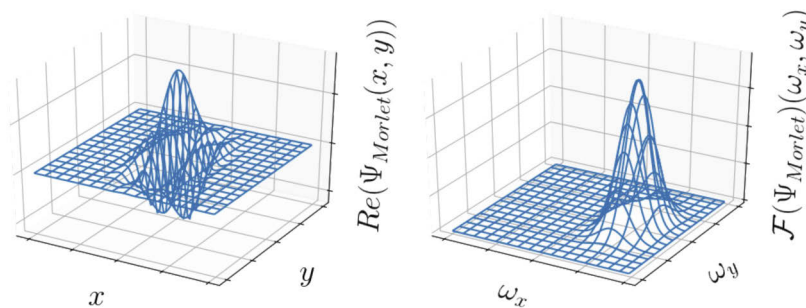 x
y
Re(Ψ_{Morlet}(x, y))
ω_x
ω_y
𝓕(Ψ_{Morlet})(ω_x, ω_y)